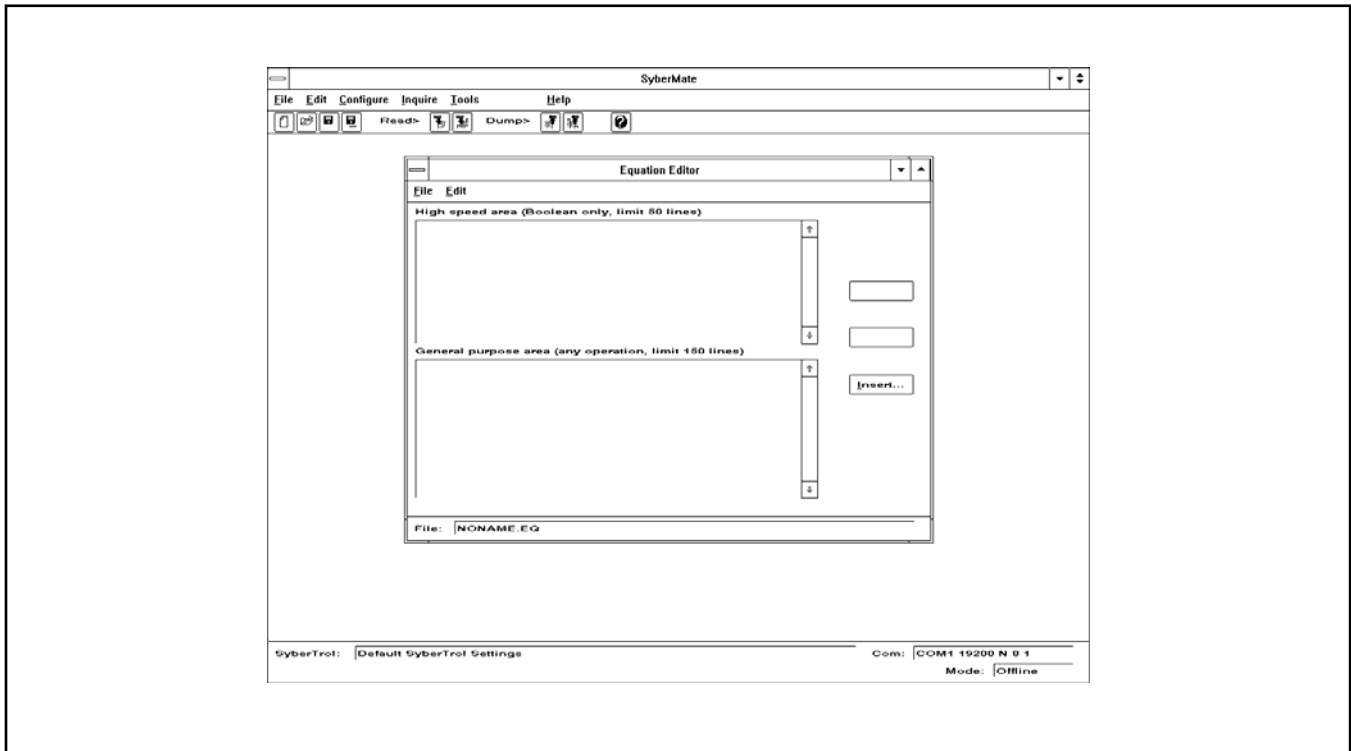 SyberMate
File Edit Configure Inquire Tools Help
Read> Dump>
Equation Editor
File Edit
High speed area (Boolean only, limit 50 lines)
General purpose area (any operation, limit 150 lines)
Insert...
File: NONAME.EQ
SyberTrol: Default SyberTrol Settings Com: COM1 19200 N 8 1
Mode: Offline